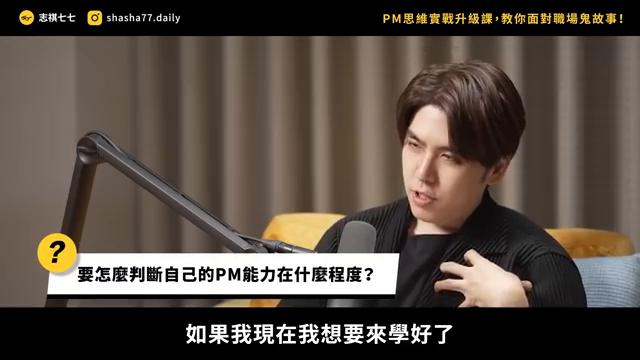 志祺七七
shasha77.daily
PM思維實戰升級課，教你面對職場鬼故事！
?
要怎麼判斷自己的PM能力在什麼程度？
如果我現在我想要來學好了